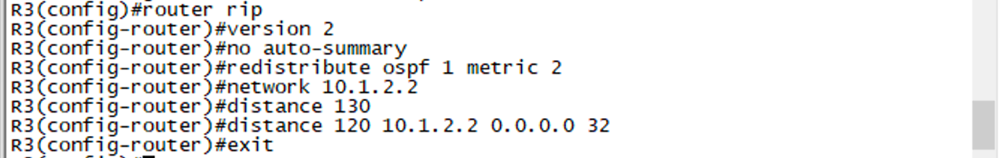 R3(config)#router rip
R3(config-router)#version 2
R3(config-router)#no auto-summary
R3(config-router)#redistribute ospf 1 metric 2
R3(config-router)#network 10.1.2.2
R3(config-router)#distance 130
R3(config-router)#distance 120 10.1.2.2 0.0.0.0 32
R3(config-router)#exit